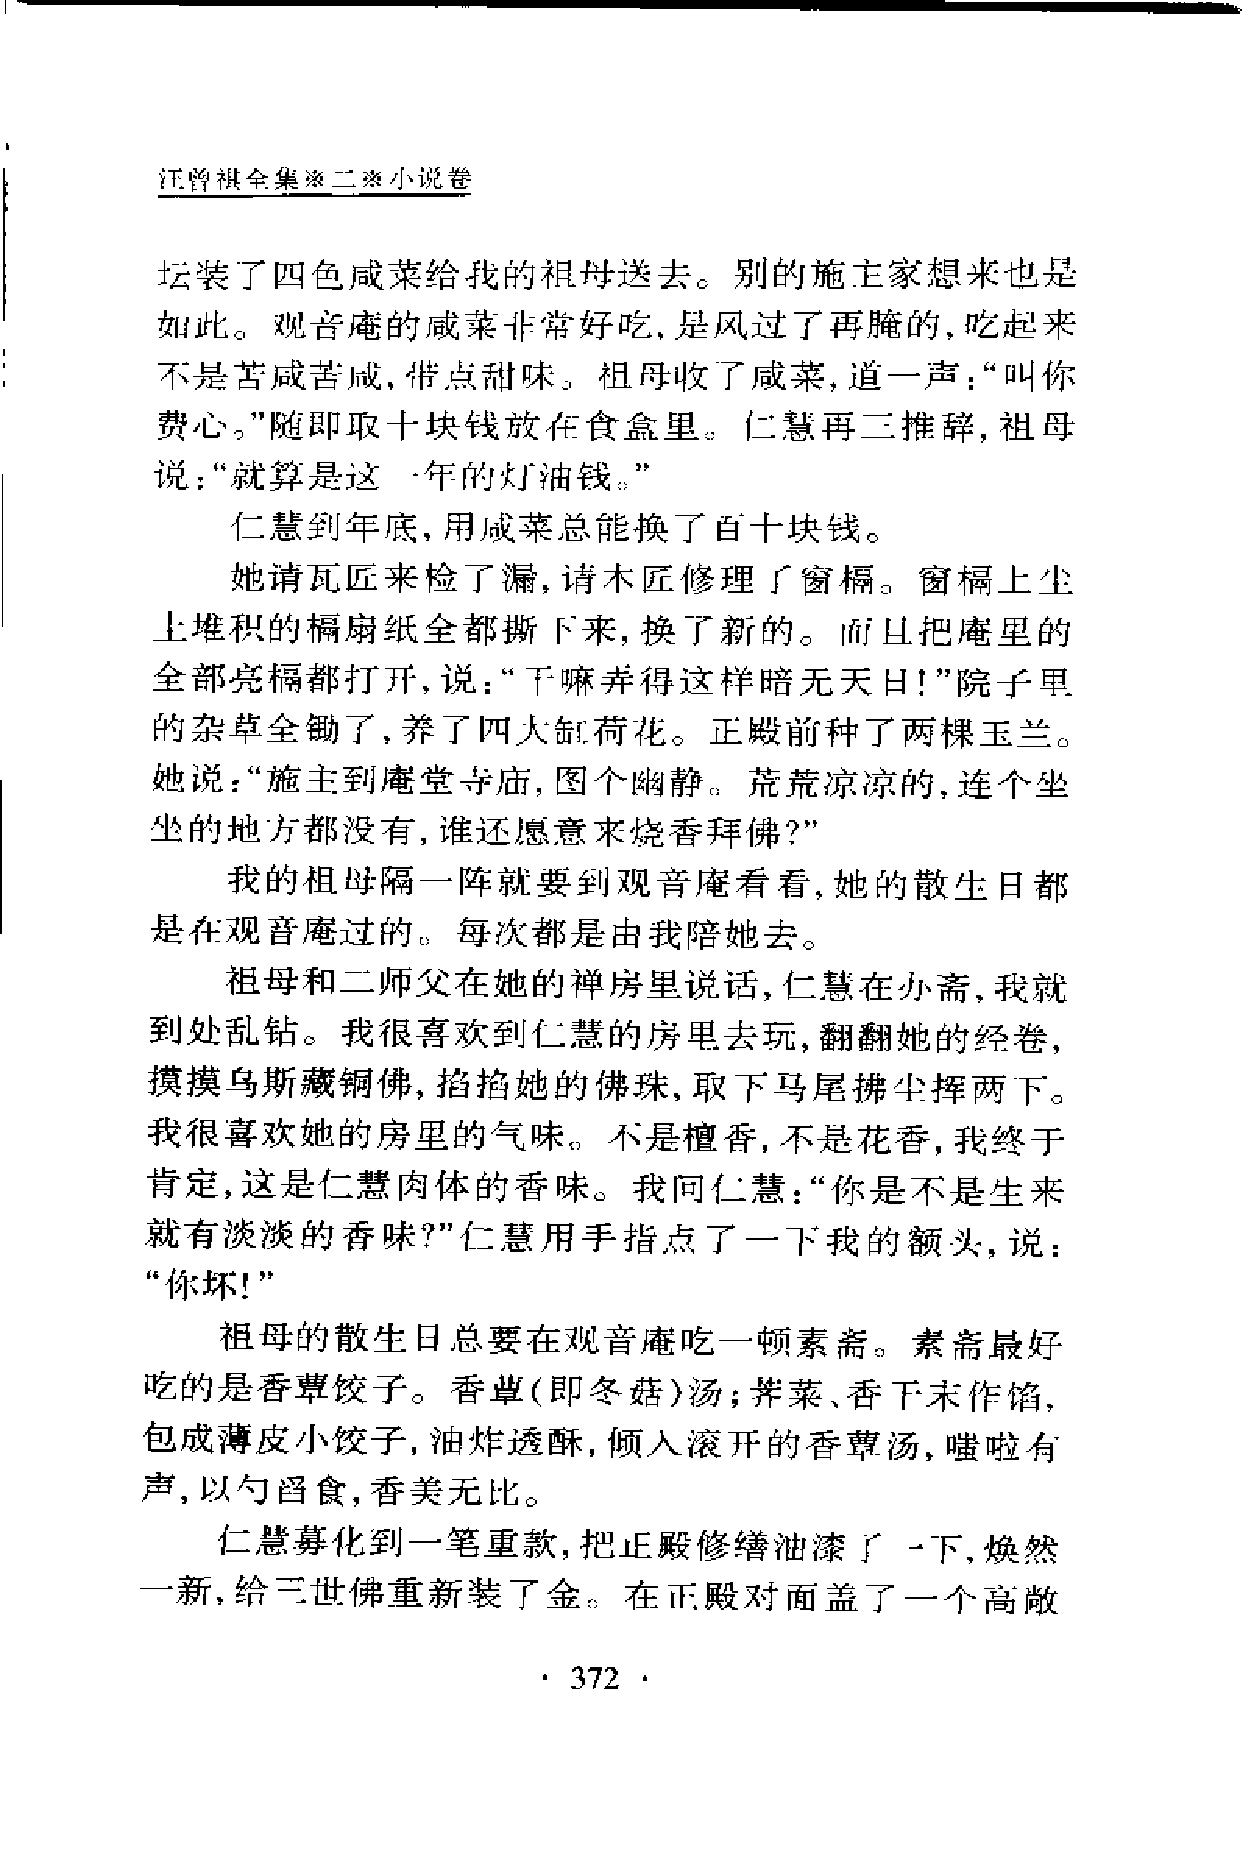 汪曾祺全集※二※小说卷
坛装了四色咸菜给我的祖母送去。别的施主家想来也是
如此。观音庵的咸菜非常好吃,是风过了再腌的,吃起来
不是苦咸苦咸,带点甜味。祖母收了咸菜,道一声:“叫你
费心。”随即取十块钱放在食盒里。仁慧再三推辞,祖母
说:“就算是这一年的灯油钱。”
仁慧到年底,用咸菜总能换了百十块钱。
她请瓦匠来检了漏,请木匠修理了窗槅。窗槅上尘
土堆积的槅扇纸全都撕下来,换了新的。而且把庵里的
全部亮槅都打开,说:“干嘛弄得这样暗无天日!”院子里
的杂草全锄了,养了四大缸荷花。正殿前种了两棵玉兰。
她说:“施主到庵堂寺庙,图个幽静。荒荒凉凉的,连个坐
坐的地方都没有,谁还愿意来烧香拜佛?”
我的祖母隔一阵就要到观音庵看看,她的散生日都
是在观音庵过的。每次都是由我陪她去。
祖母和二师父在她的禅房里说话,仁慧在办斋,我就
到处乱钻。我很喜欢到仁慧的房里去玩,翻翻她的经卷,
摸摸乌斯藏铜佛,掐掐她的佛珠,取下马尾拂尘挥两下。
我很喜欢她的房里的气味。不是檀香,不是花香,我终于
肯定,这是仁慧肉体的香味。我问仁慧:“你是不是生来
就有淡淡的香味?”仁慧用手指点了一下我的额头,说:
“你坏!”
祖母的散生日总要在观音庵吃一顿素斋。素斋最好
吃的是香蕈饺子。香蕈(即冬菇)汤;荠菜、香干末作馅,
包成薄皮小饺子,油炸透酥,倾入滚开的香蕈汤,嗤啦有
声,以勺舀食,香美无比。
仁慧募化到一笔重款,把正殿修缮油漆了一下,焕然
一新,给三世佛重新装了金。在正殿对面盖了一个高敞
· 372 ·